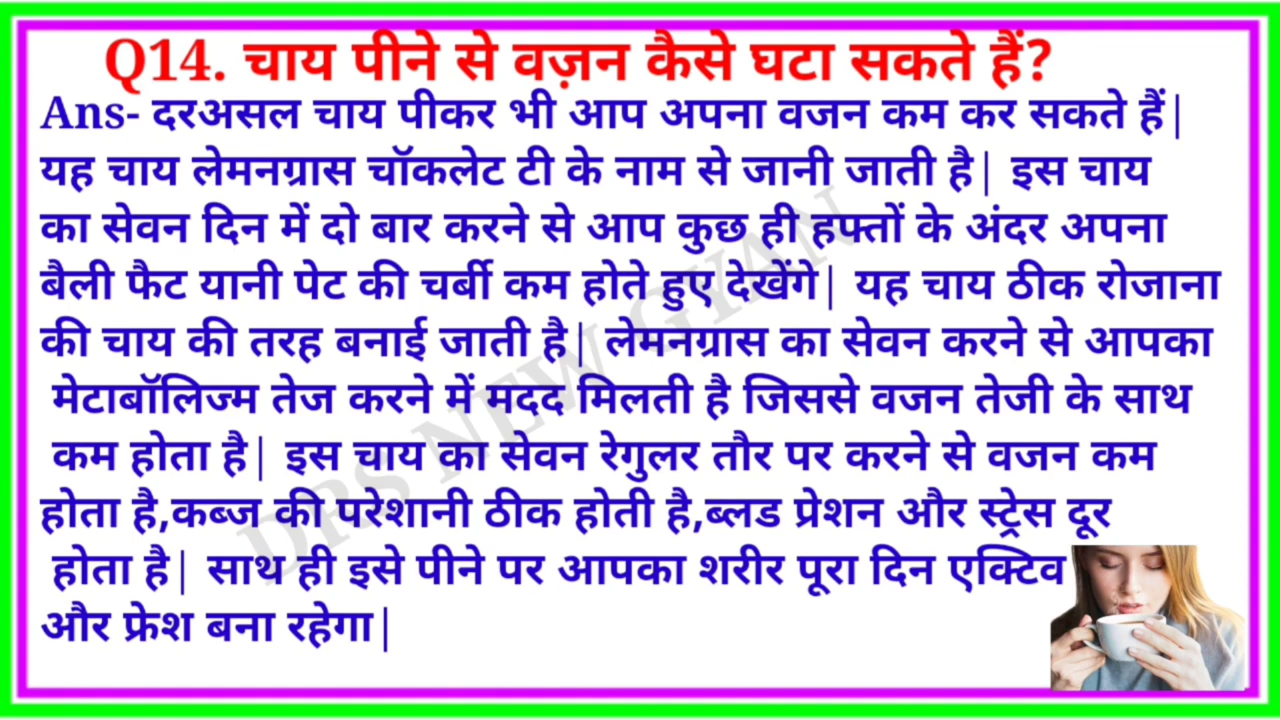 Q14. चाय पीने से वज़न कैसे घटा सकते हैं?
Ans- दरअसल चाय पीकर भी आप अपना वजन कम कर सकते हैं|
यह चाय लेमनग्रास चॉकलेट टी के नाम से जानी जाती है| इस चाय
का सेवन दिन में दो बार करने से आप कुछ ही हफ्तों के अंदर अपना
बैली फैट यानी पेट की चर्बी कम होते हुए देखेंगे| यह चाय ठीक रोजाना
की चाय की तरह बनाई जाती है| लेमनग्रास का सेवन करने से आपका
मेटाबॉलिज्म तेज करने में मदद मिलती है जिससे वजन तेजी के साथ
कम होता है| इस चाय का सेवन रेगुलर तौर पर करने से वजन कम
होता है,कब्ज की परेशानी ठीक होती है,ब्लड प्रेशन और स्ट्रेस दूर
होता है| साथ ही इसे पीने पर आपका शरीर पूरा दिन एक्टिव
और फ्रेश बना रहेगा|
DRS NEW GYAN